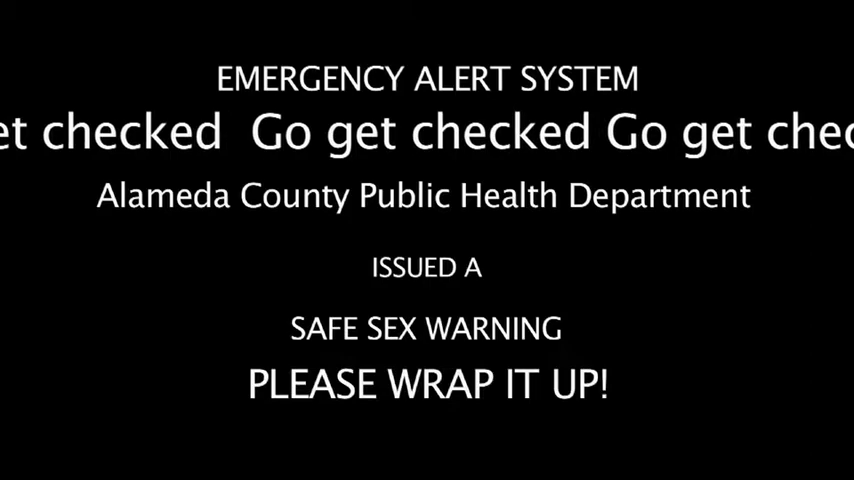 EMERGENCY ALERT SYSTEM
et checked Go get checked Go get chec
Alameda County Public Health Department
ISSUED A
SAFE SEX WARNING
PLEASE WRAP IT UP!